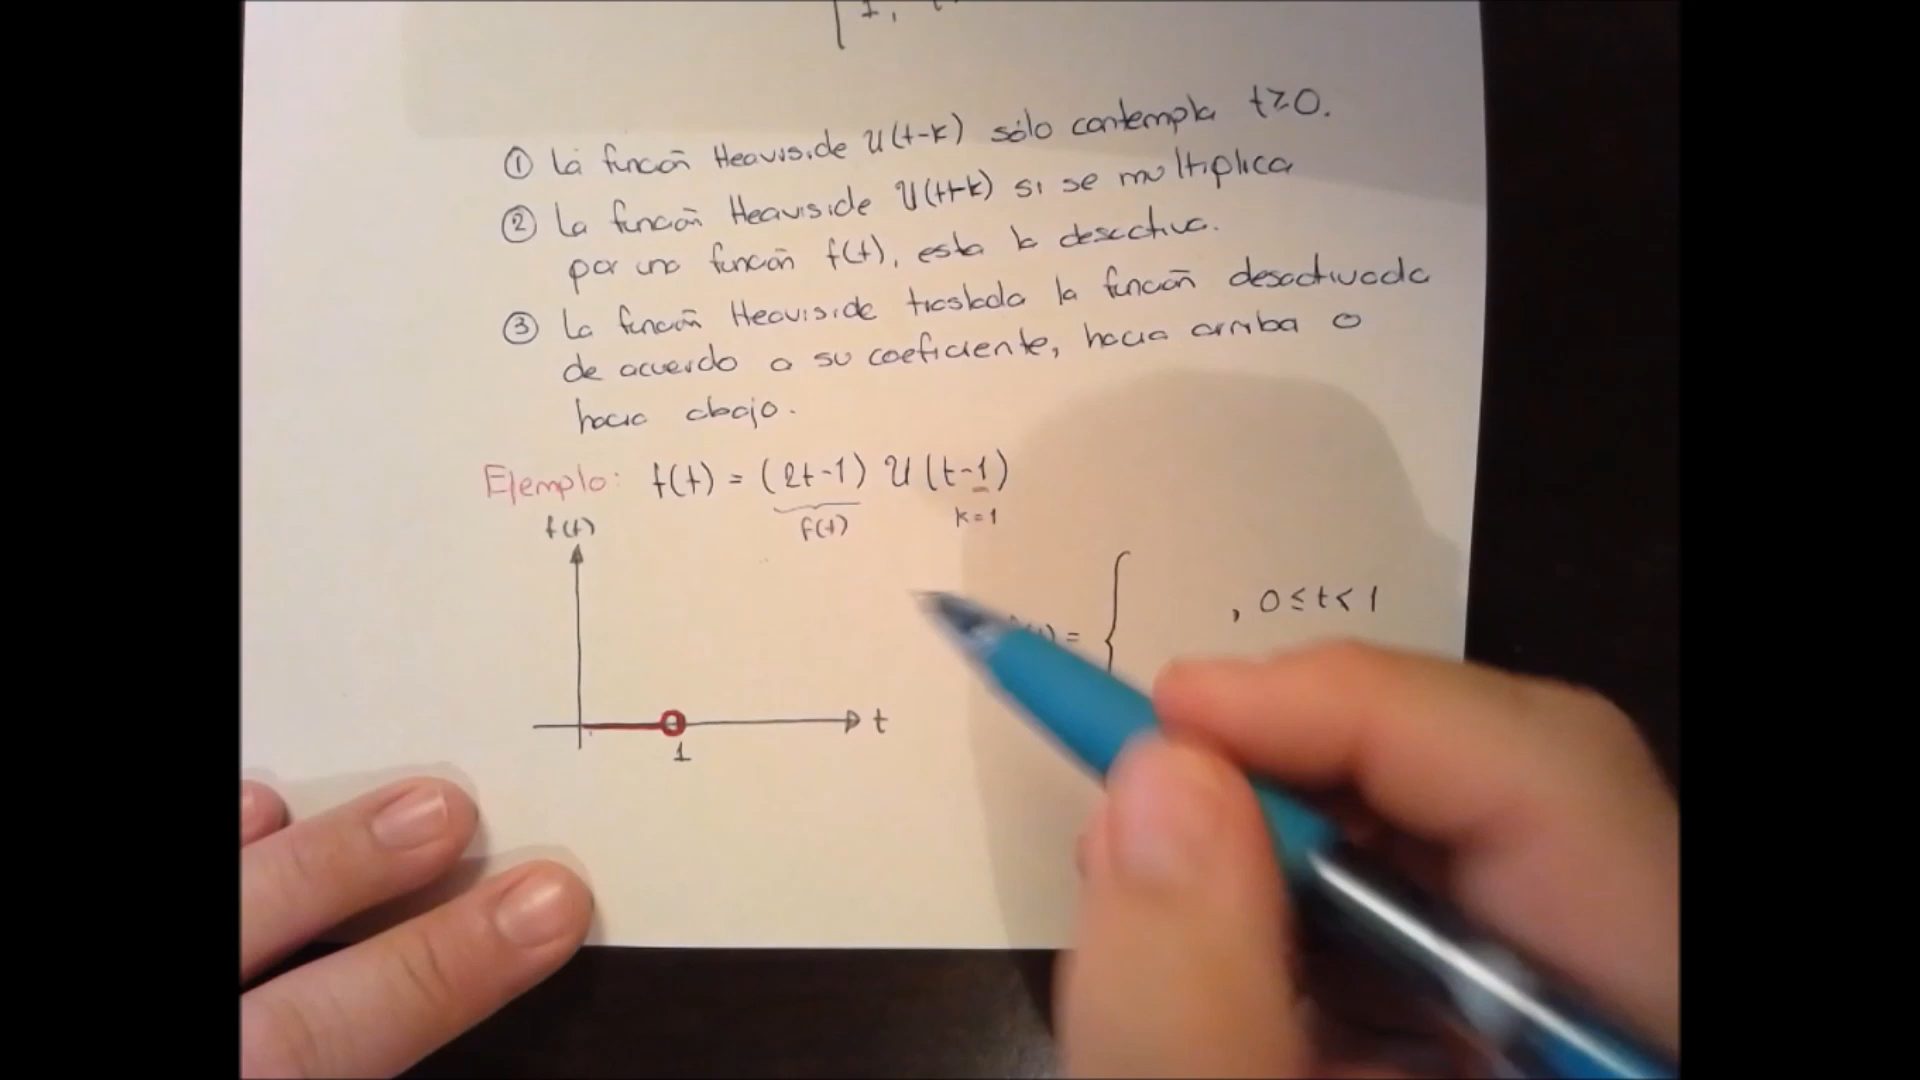 1,
① La función Heaviside U(t-k) sólo contempla t≥0.
② La función Heaviside U(t-k) si se multiplica
por una función f(t), esta la desactiva.
③ La función Heaviside traslada la función desactivada
de acuerdo a su coeficiente, hacia arriba o
hacia abajo.
Ejemplo: f(t) = (2t-1) U(t-1)
f(t) k=1
f(t)
t
1
= {
, 0≤t<1